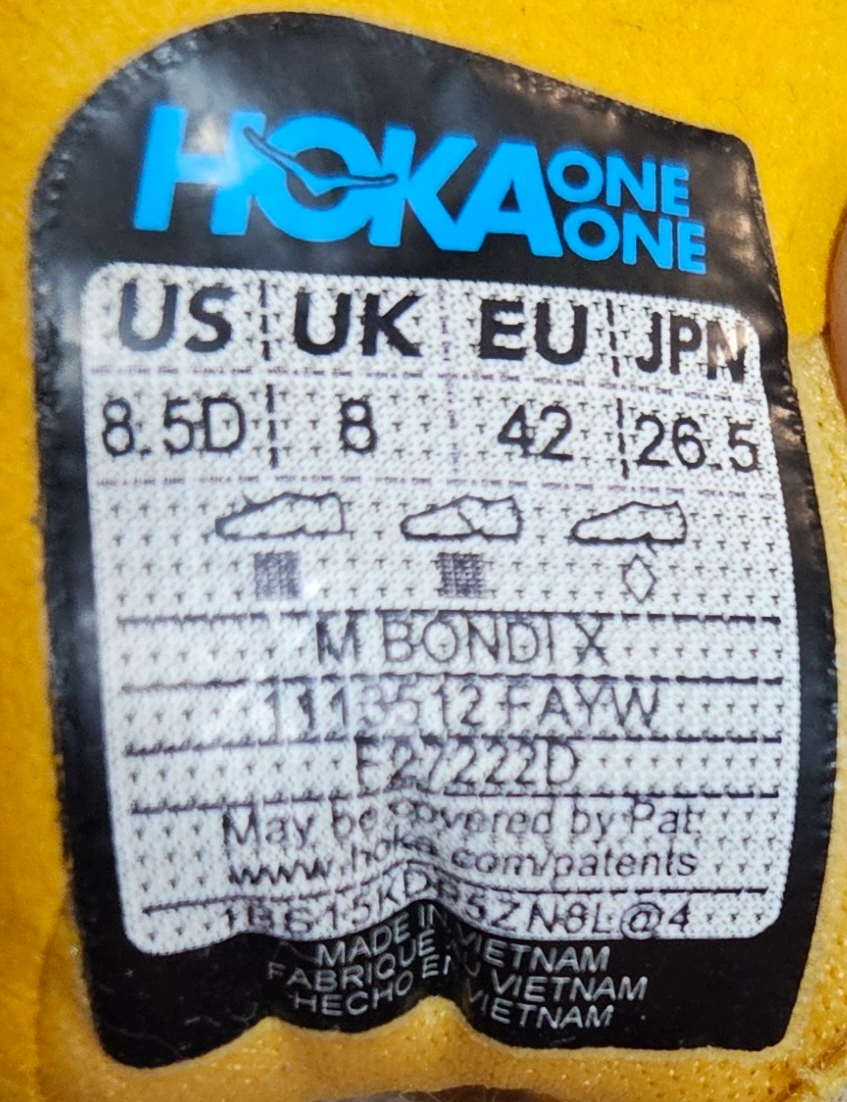 HOKA ONE ONE
US UK EU JPN
8.5D 8 42 26.5
M BONDI X
1113512 FAYW
F27222D
May be covered by Pat:
www.hoka.com/patents
MADE IN VIETNAM
FABRIQUE EN VIETNAM
HECHO EN VIETNAM